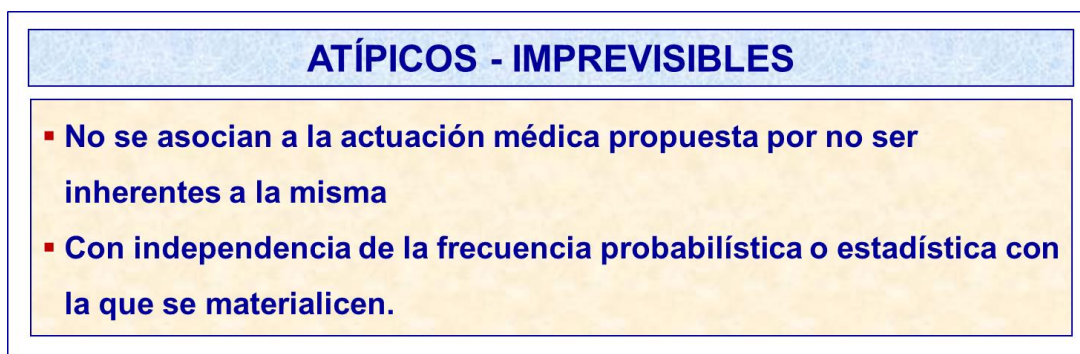 ATÍPICOS - IMPREVISIBLES
▪ No se asocian a la actuación médica propuesta por no ser
inherentes a la misma
▪ Con independencia de la frecuencia probabilística o estadística con
la que se materialicen.